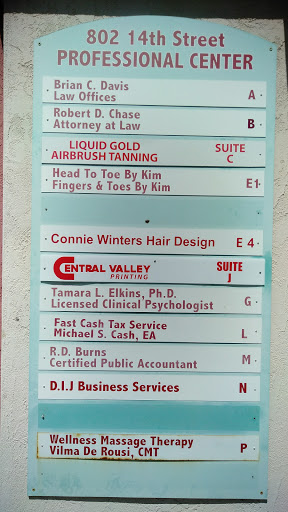 802 14th Street
PROFESSIONAL CENTER
Brian C. Davis
Law Offices A
Robert D. Chase
Attorney at Law B
LIQUID GOLD SUITE
AIRBRUSH TANNING C
Head To Toe By Kim
Fingers & Toes By Kim E1
Connie Winters Hair Design E 4
CENTRAL VALLEY SUITE
PRINTING J
Tamara L. Elkins, Ph.D.
Licensed Clinical Psychologist G
Fast Cash Tax Service
Michael S. Cash, EA L
R.D. Burns
Certified Public Accountant M
D.I.J Business Services N
Wellness Massage Therapy
Vilma De Rousi, CMT P